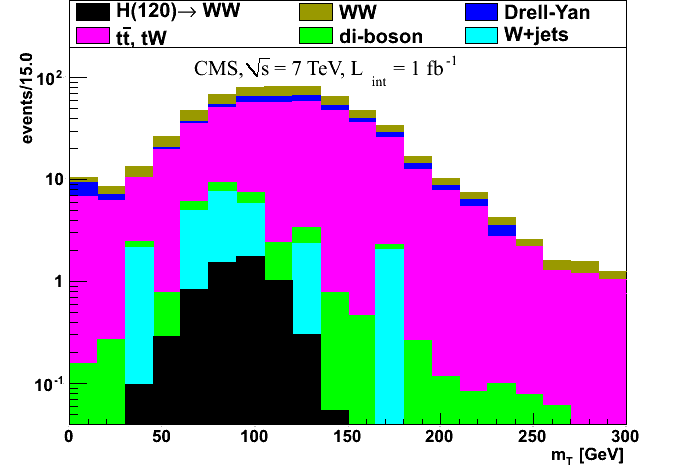 H(120)→ WW WW Drell-Yan
tt̄, tW di-boson W+jets
CMS, √s = 7 TeV, L int = 1 fb-1
events/15.0
10²
10
1
10-1
0 50 100 150 200 250 300
mT [GeV]